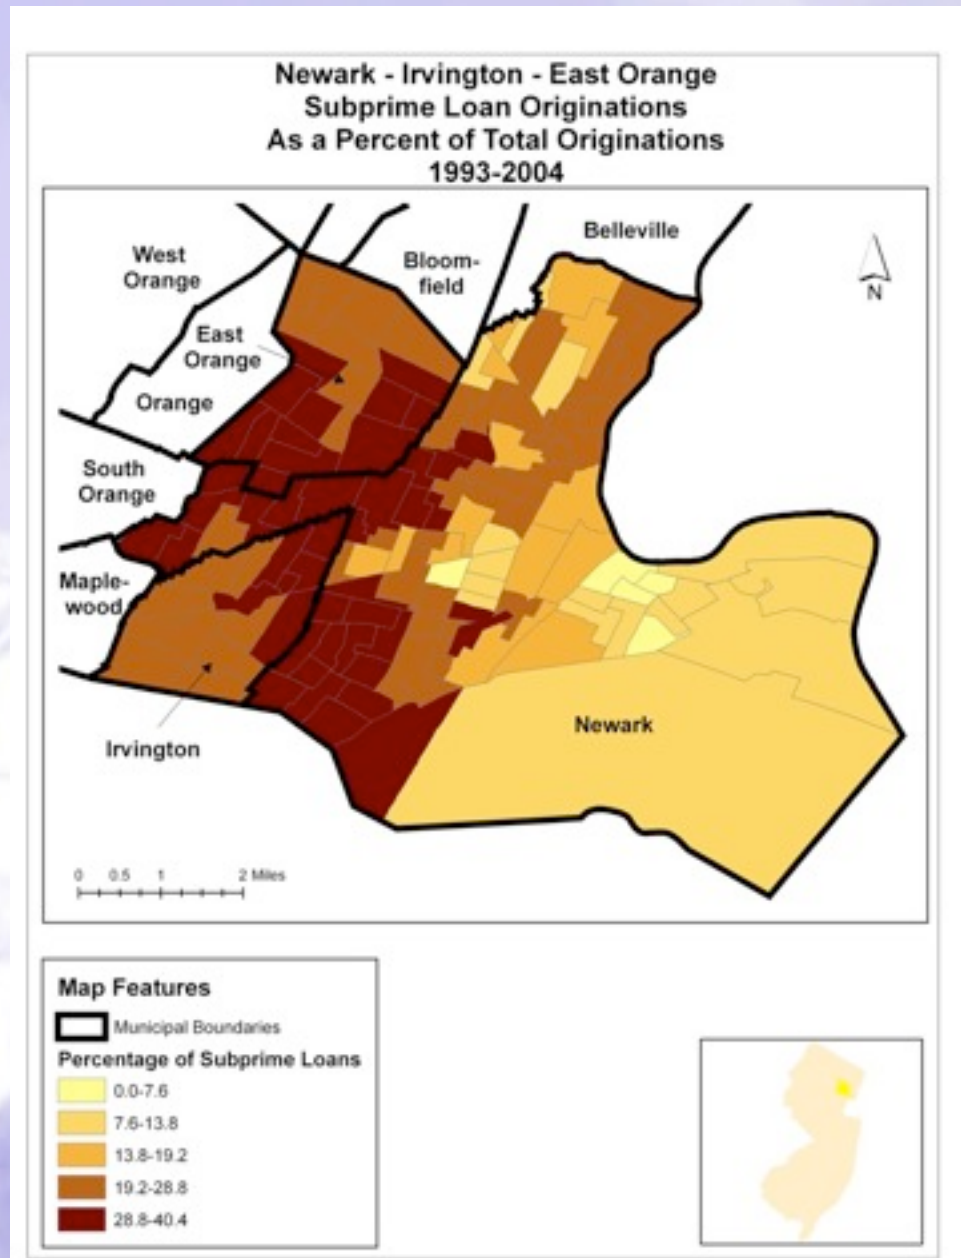 Newark - Irvington - East Orange
Subprime Loan Originations
As a Percent of Total Originations
1993-2004
Belleville
West
Orange
Bloom-
field
N
East
Orange
Orange
South
Orange
Maple-
wood
Newark
Irvington
0 0.5 1 2 Miles
Map Features
Municipal Boundaries
Percentage of Subprime Loans
0.0-7.6
7.6-13.8
13.8-19.2
19.2-28.8
28.8-40.4